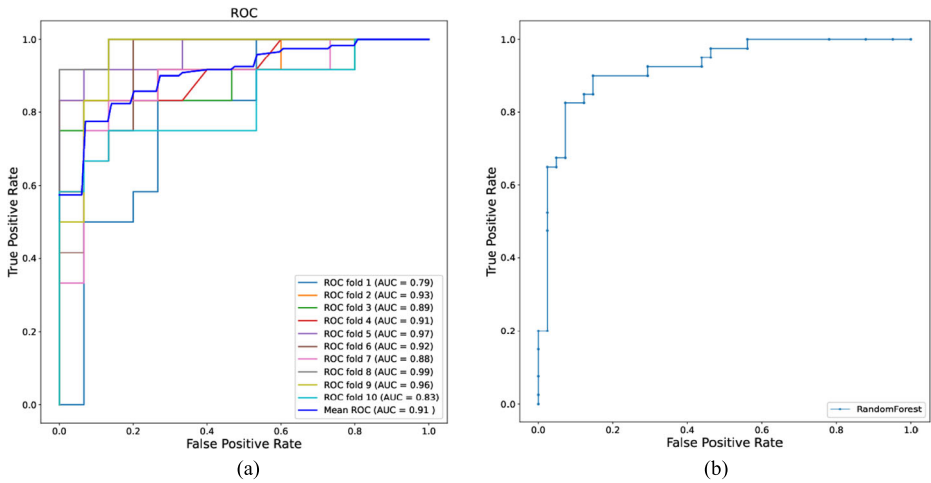 ROC
1.0
0.8
0.6
0.4
0.2
0.0
True Positive Rate
0.0 0.2 0.4 0.6 0.8 1.0
False Positive Rate
ROC fold 1 (AUC = 0.79)
ROC fold 2 (AUC = 0.93)
ROC fold 3 (AUC = 0.89)
ROC fold 4 (AUC = 0.91)
ROC fold 5 (AUC = 0.97)
ROC fold 6 (AUC = 0.92)
ROC fold 7 (AUC = 0.88)
ROC fold 8 (AUC = 0.99)
ROC fold 9 (AUC = 0.96)
ROC fold 10 (AUC = 0.83)
Mean ROC (AUC = 0.91 )
(a)
1.0
0.8
0.6
0.4
0.2
0.0
True Positive Rate
0.0 0.2 0.4 0.6 0.8 1.0
False Positive Rate
RandomForest
(b)